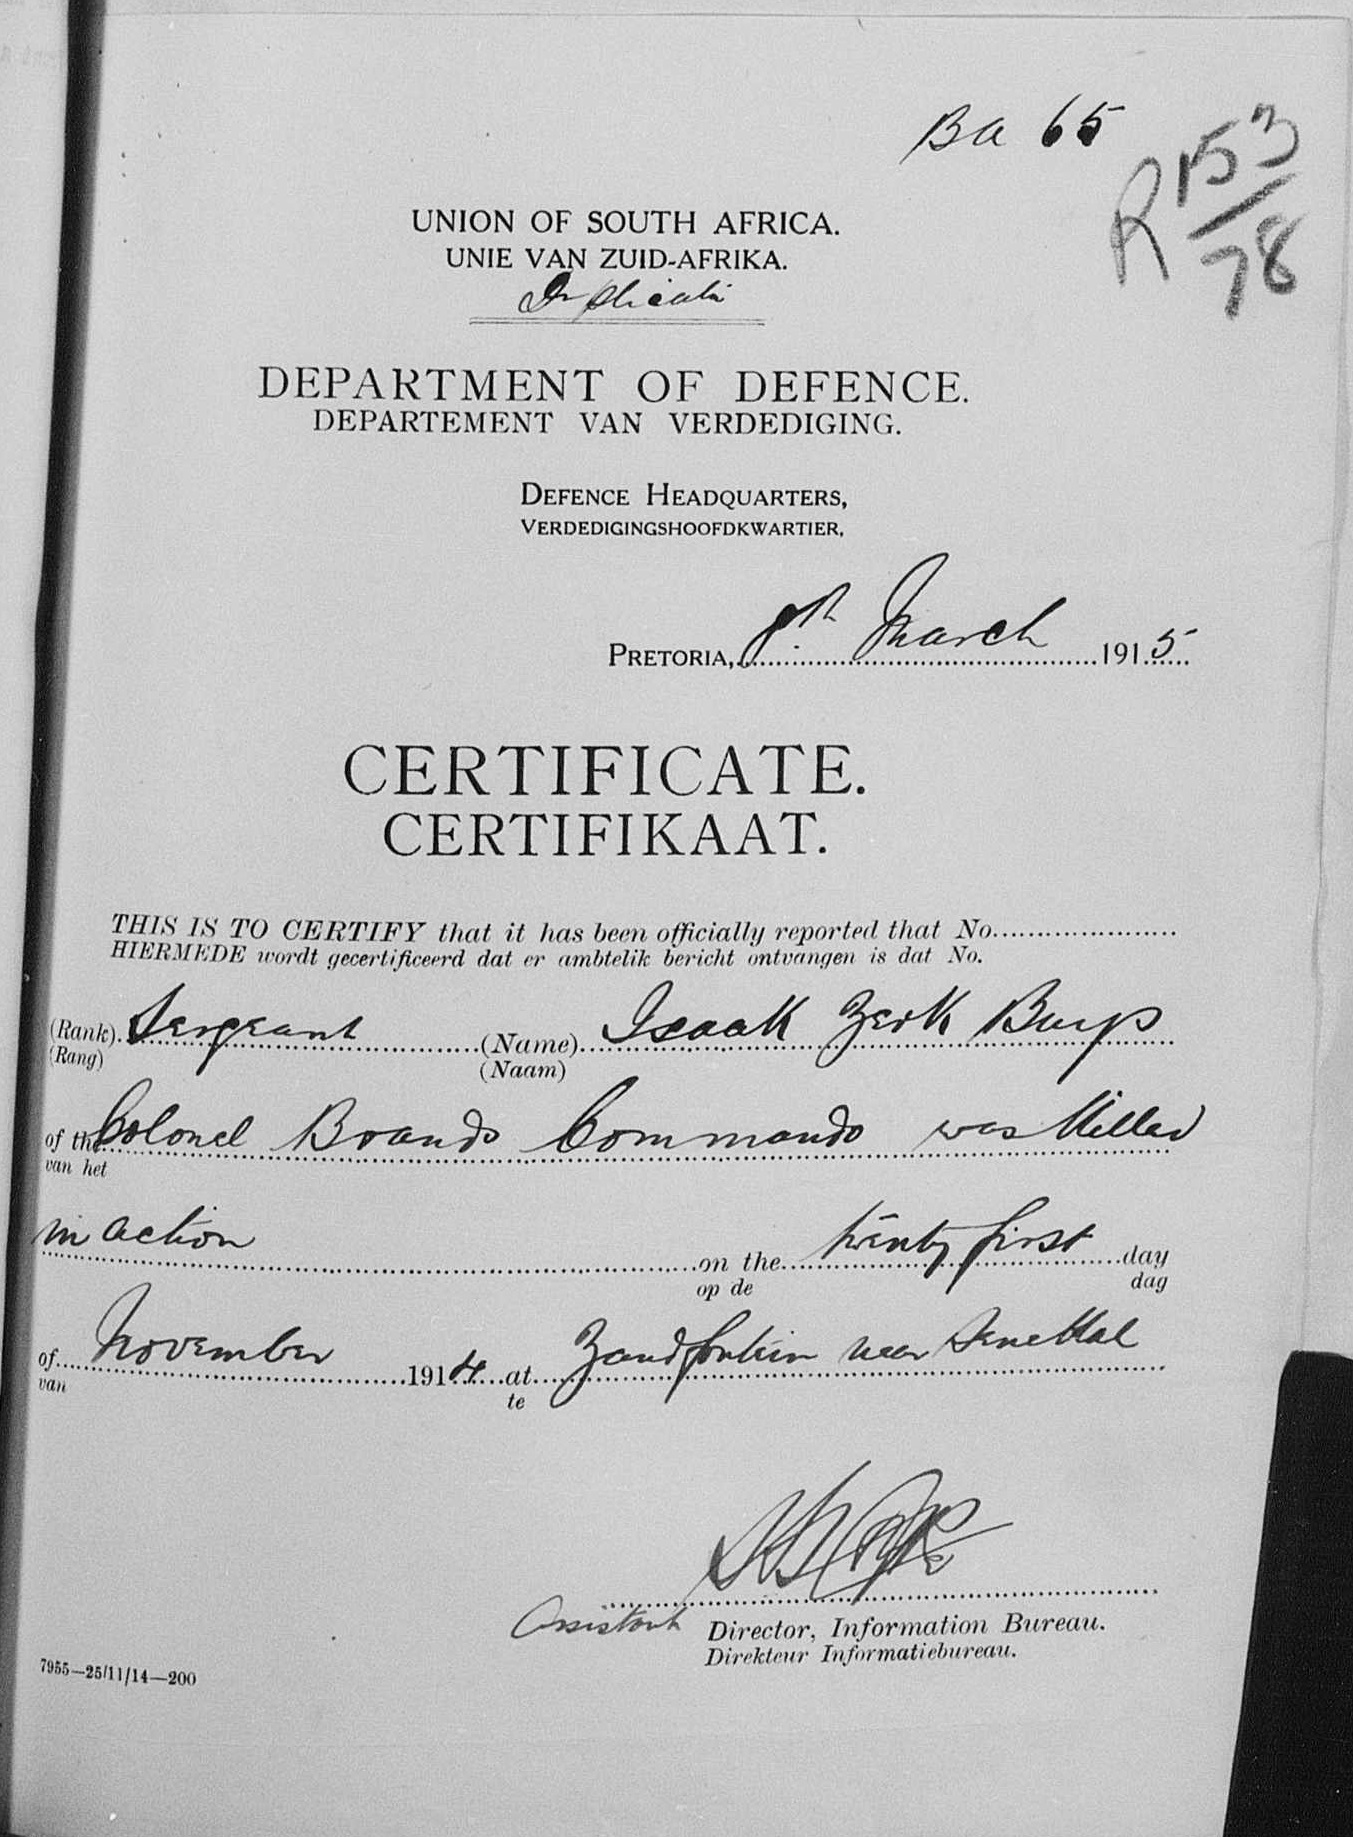 Ba 65
R 153/78
UNION OF SOUTH AFRICA.
UNIE VAN ZUID-AFRIKA.
Duplicate
DEPARTMENT OF DEFENCE.
DEPARTEMENT VAN VERDEDIGING.
DEFENCE HEADQUARTERS,
VERDEDIGINGSHOOFDKWARTIER,
PRETORIA, March 1915
CERTIFICATE.
CERTIFIKAAT.
THIS IS TO CERTIFY that it has been officially reported that No.
HIERMEDE wordt gecertificeerd dat er ambtelik bericht ontvangen is dat No.
(Rank) Sergeant (Name) Isaak Zerk Buys
(Rang) (Naam)
of the Colonel Brands Commando was killed
van het
in action on the twenty first day
op de dag
of November 1914 at Zandfontein near Senekal
van te
Assistant Director, Information Bureau.
Direkteur Informatiebureau.
7955—25/11/14—200